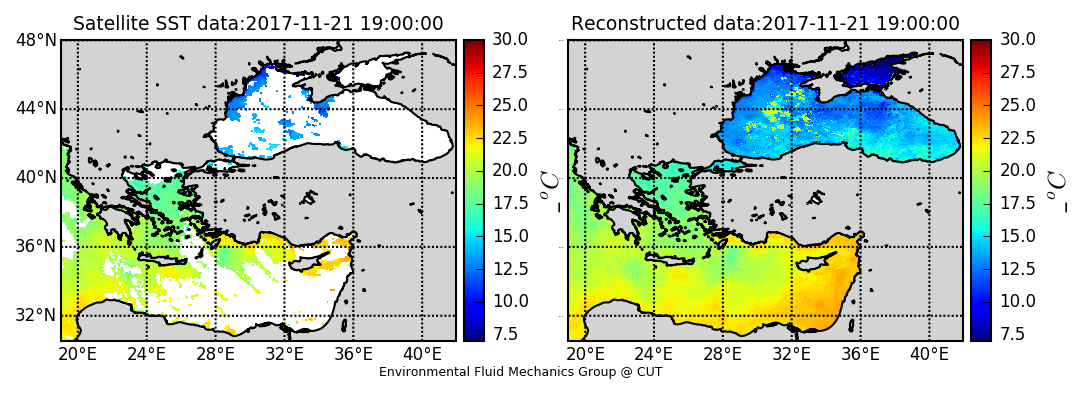 Satellite SST data:2017-11-21 19:00:00
Reconstructed data:2017-11-21 19:00:00
48°N
44°N
40°N
36°N
32°N
20°E 24°E 28°E 32°E 36°E 40°E
30.0
27.5
25.0
22.5
20.0
17.5
15.0
12.5
10.0
7.5
°C
20°E 24°E 28°E 32°E 36°E 40°E
30.0
27.5
25.0
22.5
20.0
17.5
15.0
12.5
10.0
7.5
°C
Environmental Fluid Mechanics Group @ CUT